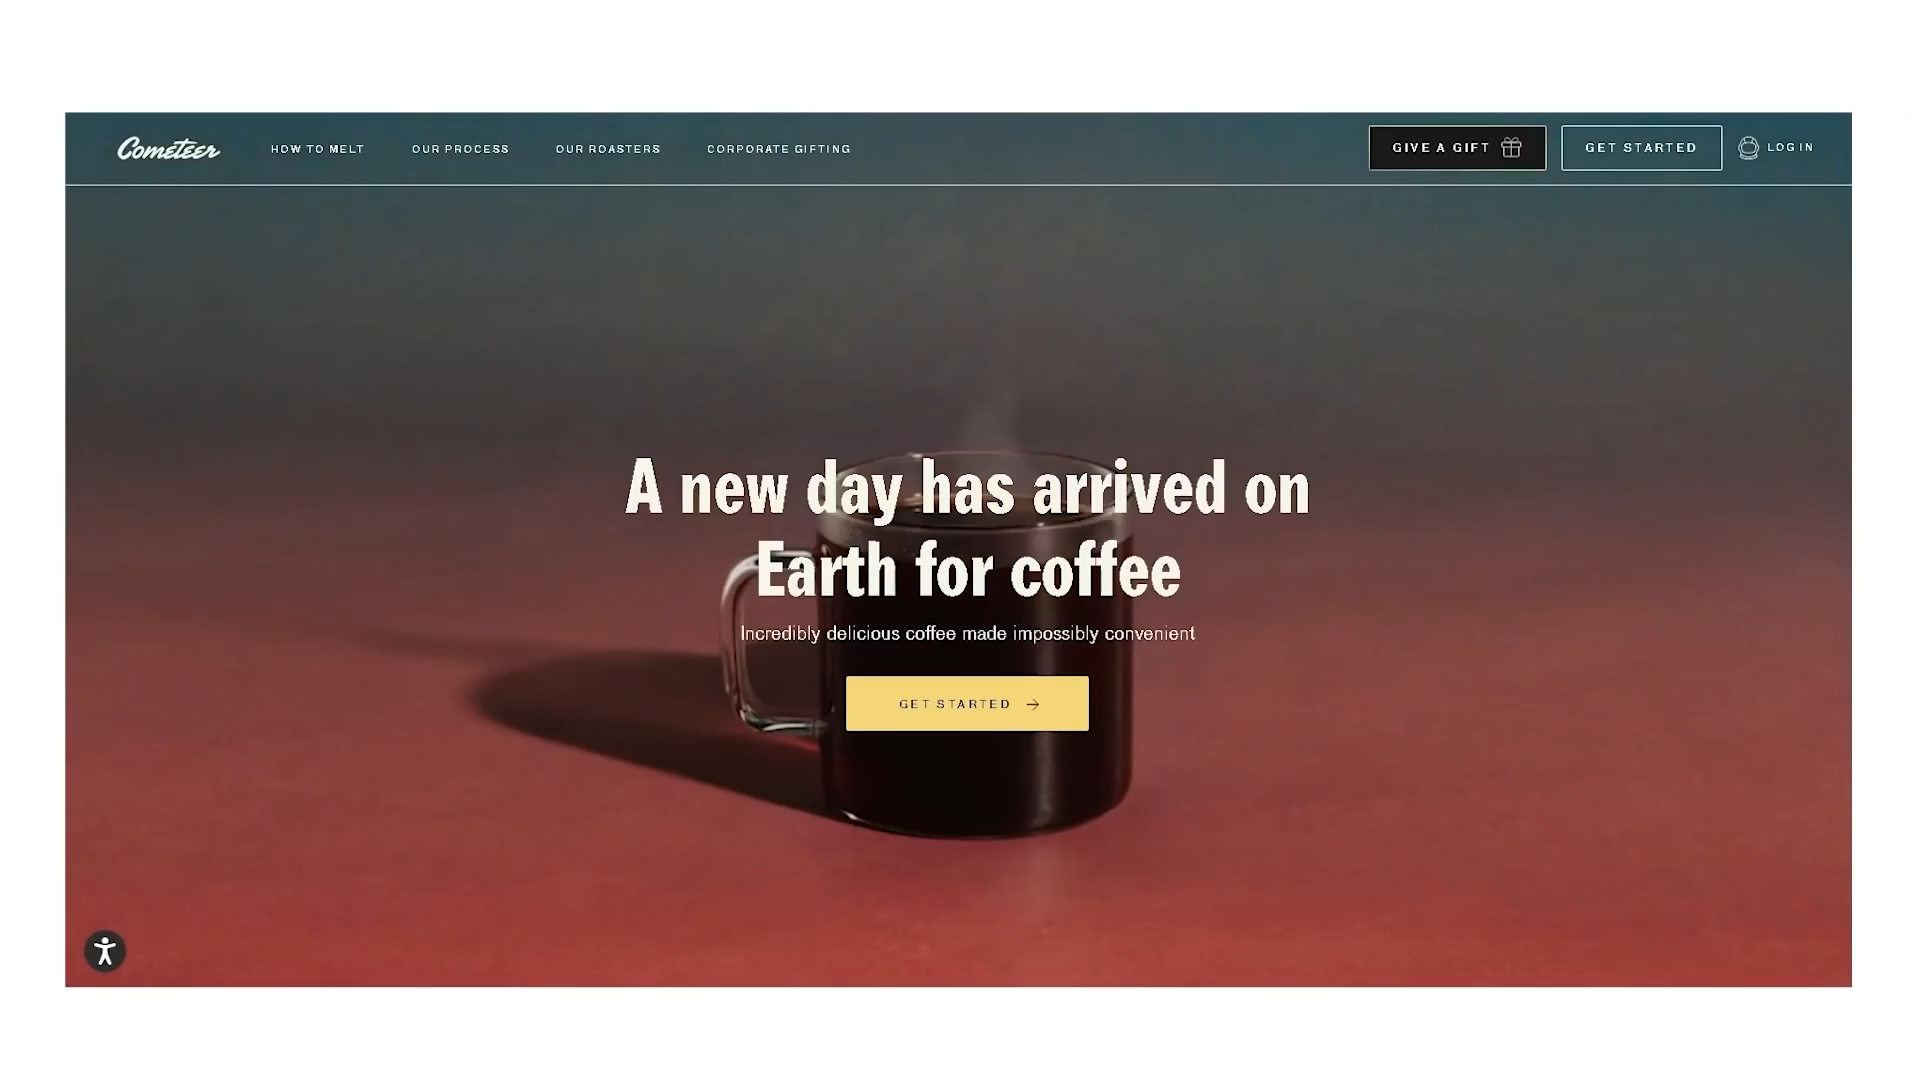 Cometeer
HOW TO MELT
OUR PROCESS
OUR ROASTERS
CORPORATE GIFTING
GIVE A GIFT
GET STARTED
LOG IN
A new day has arrived on
Earth for coffee
Incredibly delicious coffee made impossibly convenient
GET STARTED